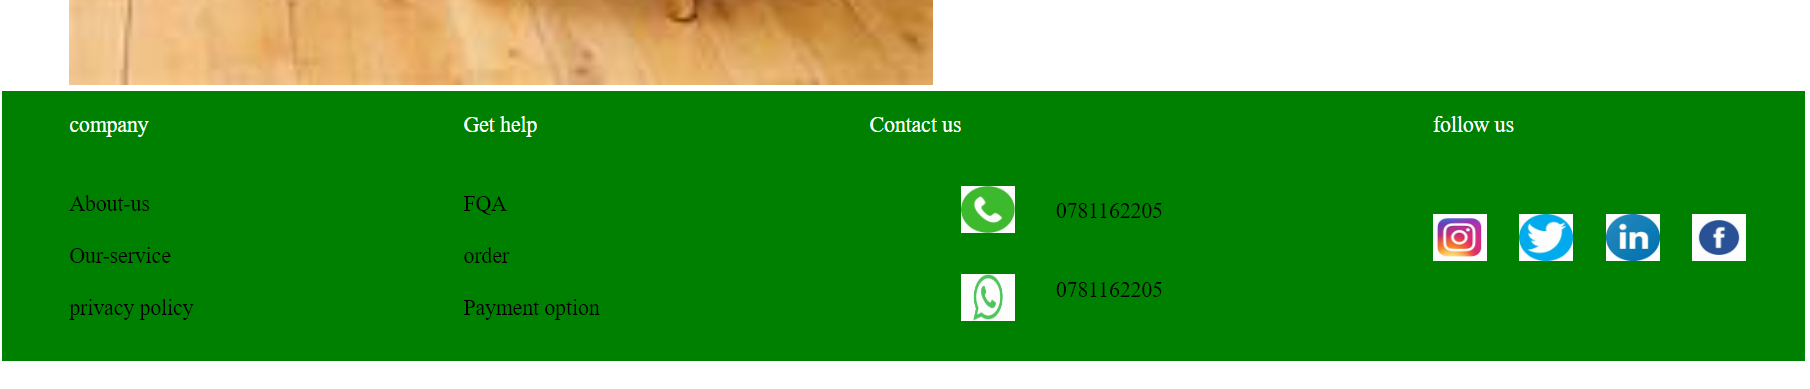 company
About-us
Our-service
privacy policy
Get help
FQA
order
Payment option
Contact us
0781162205
0781162205
follow us
in
f